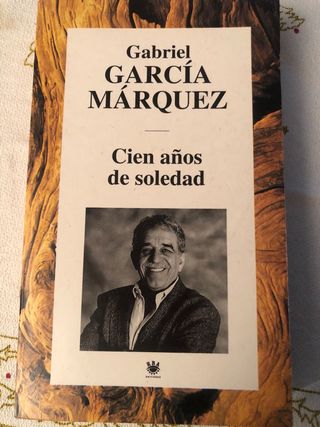 Gabriel
GARCÍA
MÁRQUEZ
Cien años
de soledad